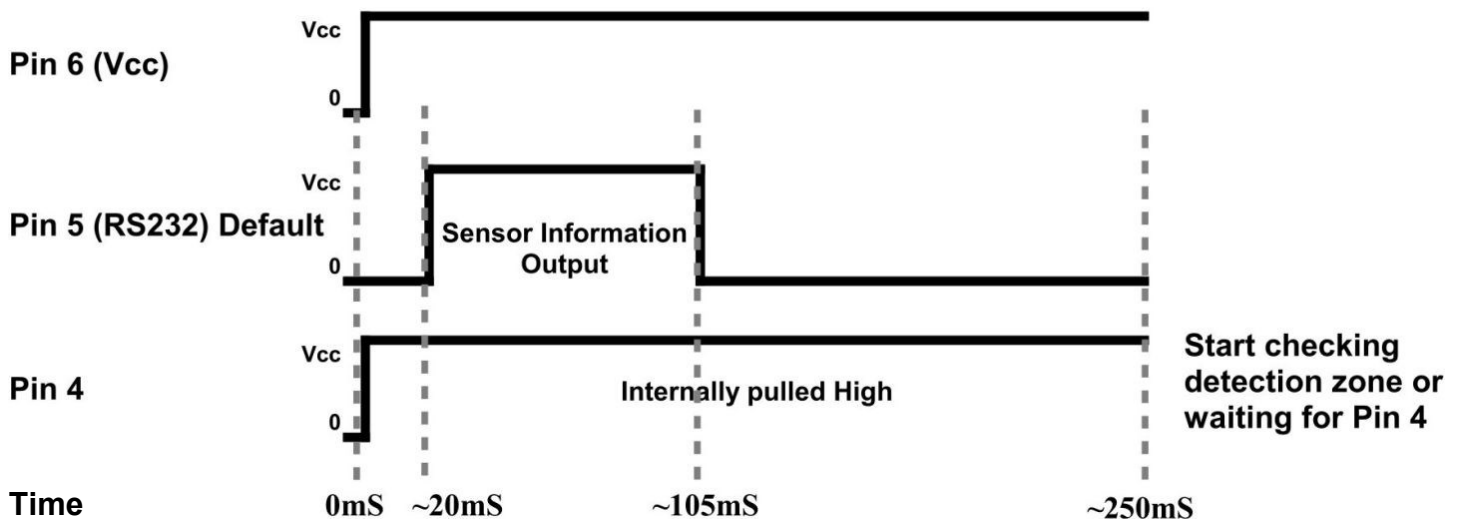 Vcc
Pin 6 (Vcc)
0
Vcc
Pin 5 (RS232) Default
Sensor Information
Output
0
Vcc
Pin 4
Internally pulled High
0
Start checking
detection zone or
waiting for Pin 4
Time
0mS
~20mS
~105mS
~250mS